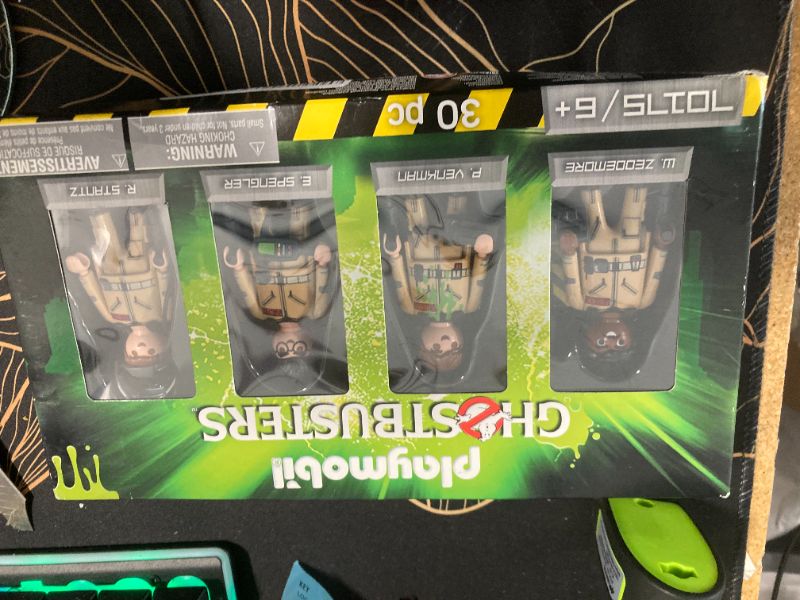 playmobil
GHOSTBUSTERS
W. ZEDDEMORE
P. VENKMAN
E. SPENGLER
R. STANTZ
70175 / 6+
30 pc
WARNING:
CHOKING HAZARD
Small parts. Not for children under 3 years.
AVERTISSEMENT
RISQUE DE SUFFOCATION